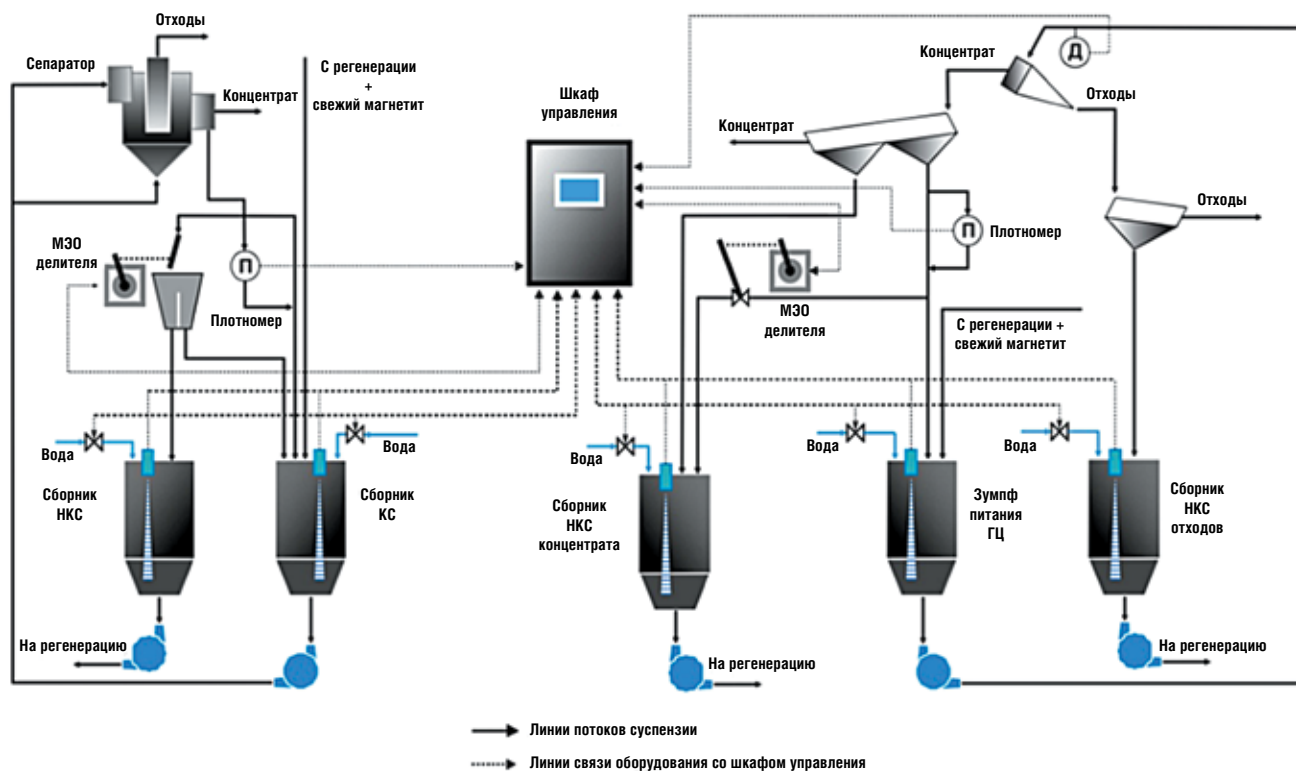 Отходы
Сепаратор
Концентрат
С регенерации
+
свежий магнетит
Шкаф
управления
Концентрат
Д
Отходы
Концентрат
Отходы
МЭО
делителя
П
Плотномер
П
Плотномер
МЭО
делителя
С регенерации +
свежий магнетит
Вода
Вода
Вода
Вода
Вода
Сборник
НКС
Сборник
КС
Сборник
НКС
концентрата
Зумпф
питания
ГЦ
Сборник
НКС
отходов
На регенерацию
На регенерацию
На регенерацию
Линии потоков суспензии
Линии связи оборудования со шкафом управления